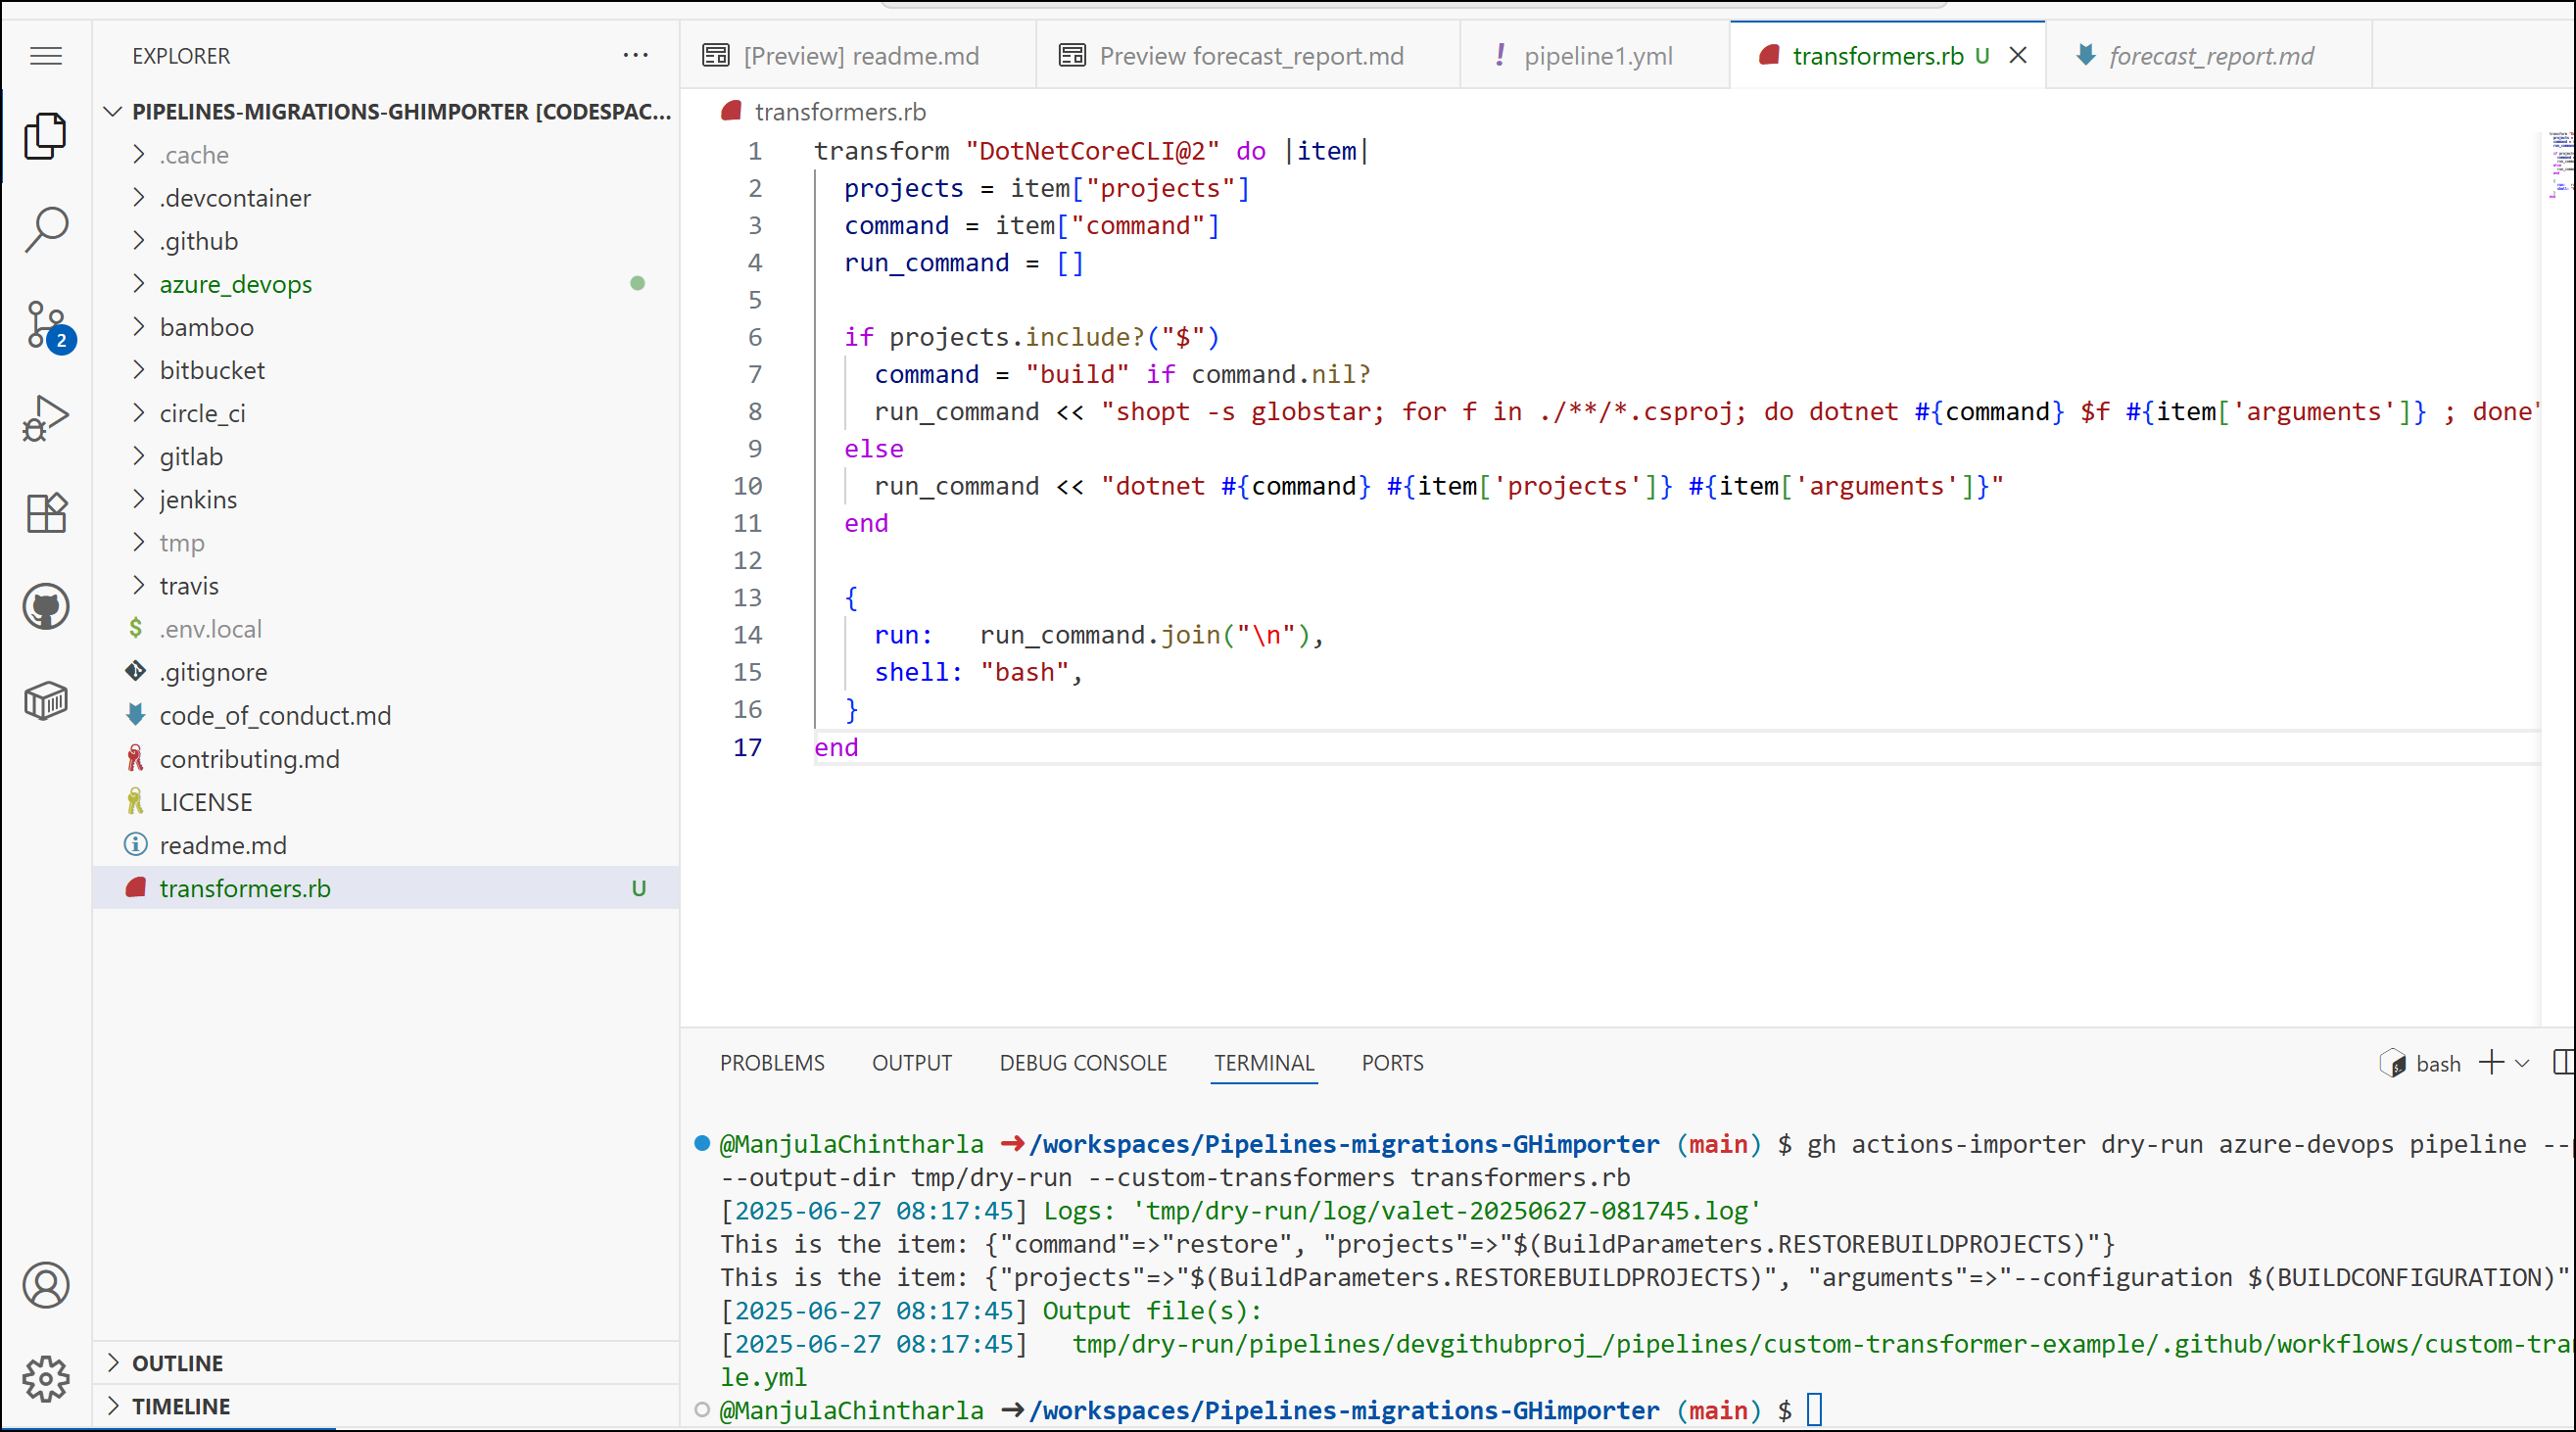 EXPLORER
PIPELINES-MIGRATIONS-GHIMPORTER [CODESPAC...
.cache
.devcontainer
.github
azure_devops
bamboo
bitbucket
circle_ci
gitlab
jenkins
tmp
travis
$ .env.local
.gitignore
code_of_conduct.md
contributing.md
LICENSE
readme.md
transformers.rb U
OUTLINE
TIMELINE
2
[Preview] readme.md
Preview forecast_report.md
! pipeline1.yml
transformers.rb U
forecast_report.md
transformers.rb
1 transform "DotNetCoreCLI@2" do |item|
2 projects = item["projects"]
3 command = item["command"]
4 run_command = []
5
6 if projects.include?("$")
7 command = "build" if command.nil?
8 run_command << "shopt -s globstar; for f in ./**/*.csproj; do dotnet #{command} $f #{item['arguments']} ; done"
9 else
10 run_command << "dotnet #{command} #{item['projects']} #{item['arguments']}"
11 end
12
13 {
14 run: run_command.join("\n"),
15 shell: "bash",
16 }
17 end
PROBLEMS OUTPUT DEBUG CONSOLE TERMINAL PORTS
bash
@ManjulaChintharla ➜ /workspaces/Pipelines-migrations-GHimporter (main) $ gh actions-importer dry-run azure-devops pipeline --
--output-dir tmp/dry-run --custom-transformers transformers.rb
[2025-06-27 08:17:45] Logs: 'tmp/dry-run/log/valet-20250627-081745.log'
This is the item: {"command"=>"restore", "projects"=>"$(BuildParameters.RESTOREBUILDPROJECTS)"}
This is the item: {"projects"=>"$(BuildParameters.RESTOREBUILDPROJECTS)", "arguments"=>"--configuration $(BUILDCONFIGURATION)"
[2025-06-27 08:17:45] Output file(s):
[2025-06-27 08:17:45] tmp/dry-run/pipelines/devgithubproj_/pipelines/custom-transformer-example/.github/workflows/custom-tra
le.yml
@ManjulaChintharla ➜ /workspaces/Pipelines-migrations-GHimporter (main) $